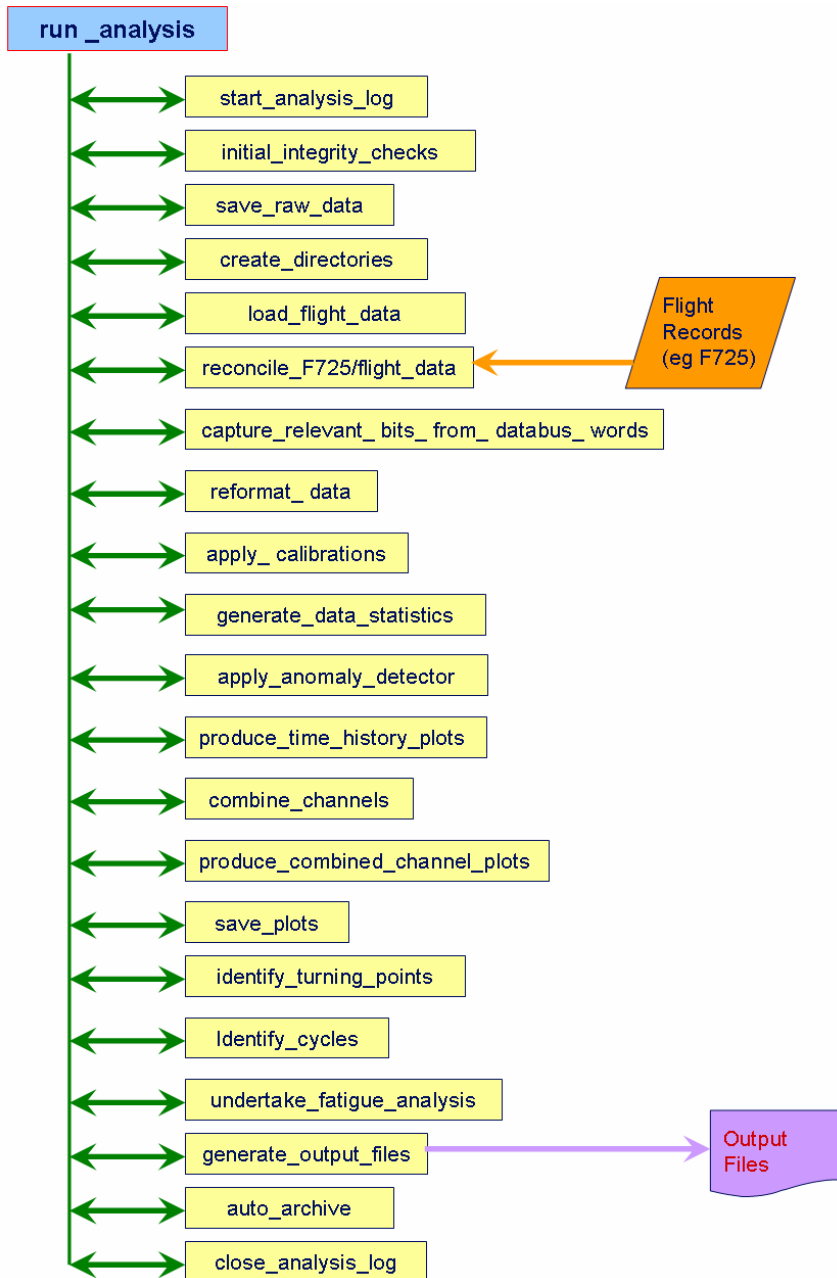 run _analysis
start_analysis_log
initial_integrity_checks
save_raw_data
create_directories
load_flight_data
Flight
Records
(eg F725)
reconcile_F725/flight_data
capture_relevant_ bits_ from_ databus_ words
reformat_ data
apply_ calibrations
generate_data_statistics
apply_anomaly_detector
produce_time_history_plots
combine_channels
produce_combined_channel_plots
save_plots
identify_turning_points
Identify_cycles
undertake_fatigue_analysis
generate_output_files
Output
Files
auto_archive
close_analysis_log